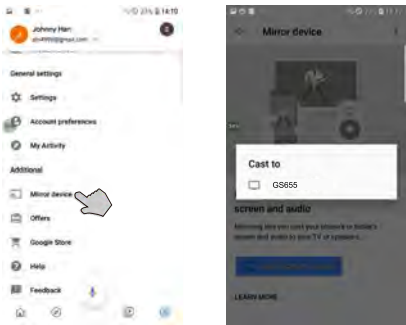 Johnny Hart
General settings
Settings
Account preferences
My Activity
Additional
Mirror device
Offers
Google Store
Help
Feedback
Mirror device
Cast to
GS655
screen and audio
LEARN MORE